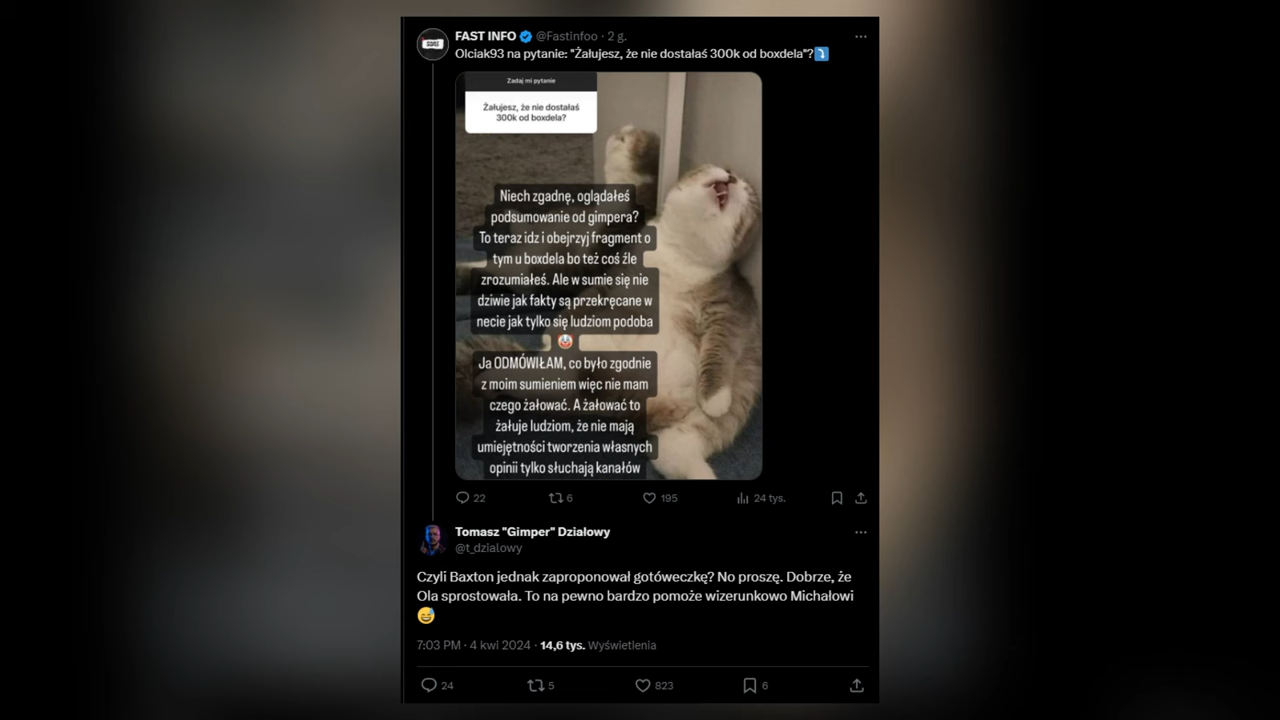 FAST INFO @Fastinfoo · 2 g.
Olciak93 na pytanie: "Żałujesz, że nie dostałaś 300k od boxdela"?⤵️
Zadaj mi pytanie
Żałujesz, że nie dostałaś
300k od boxdela?
Niech zgadnę, oglądałeś
podsumowanie od gimpera?
To teraz idz i obejrzyj fragment o
tym u boxdela bo też coś źle
zrozumiałeś. Ale w sumie się nie
dziwie jak fakty są przekręcane w
necie jak tylko się ludziom podoba
🤡
Ja ODMÓWIŁAM, co było zgodnie
z moim sumieniem więc nie mam
czego żałować. A żałować to
żałuje ludziom, że nie mają
umiejętności tworzenia własnych
opinii tylko słuchają kanałów
22 6 195 24 tys.
Tomasz "Gimper" Działowy
@t_dzialowy
Czyli Baxton jednak zaproponował gotóweczkę? No proszę. Dobrze, że
Ola sprostowała. To na pewno bardzo pomoże wizerunkowo Michałowi
😅
7:03 PM · 4 kwi 2024 · 14,6 tys. Wyświetlenia
24 5 823 6